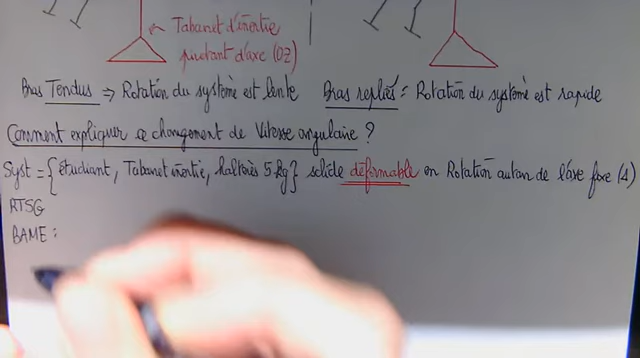 Tabanet d'inertie
pivotant d'axe (OZ)
Bras Tendus => Rotation du système est lente Bras repliés = Rotation du système est rapide
Comment expliquer ce changement de Vitesse angulaire ?
Syst = {étudiant, Tabanet inertie, haltères 5 kg} solide déformable en Rotation autour de l'axe fixe (Δ)
RTSG
BAME :